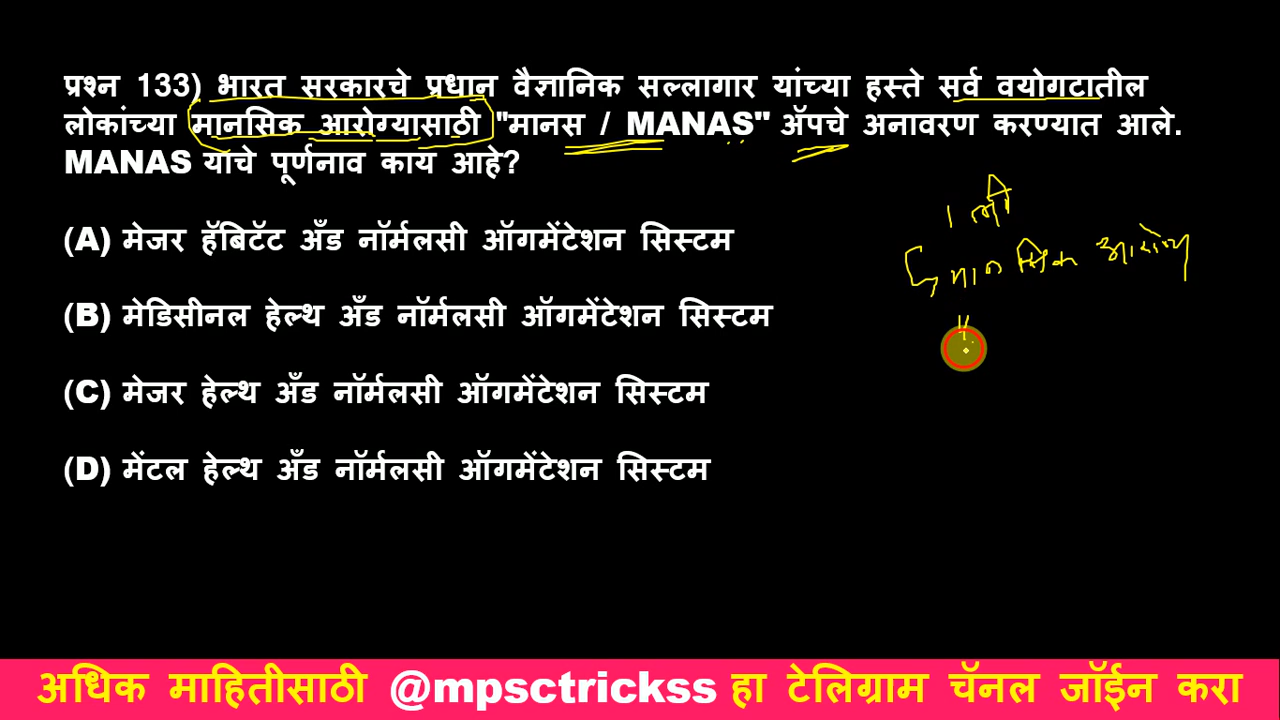 प्रश्न 133) भारत सरकारचे प्रधान वैज्ञानिक सल्लागार यांच्या हस्ते सर्व वयोगटातील
लोकांच्या मानसिक आरोग्यासाठी "मानस / MANAS" ॲपचे अनावरण करण्यात आले.
MANAS याचे पूर्णनाव काय आहे?
(A) मेजर हॅबिटॅट अँड नॉर्मलसी ऑगमेंटेशन सिस्टम
(B) मेडिसीनल हेल्थ अँड नॉर्मलसी ऑगमेंटेशन सिस्टम
(C) मेजर हेल्थ अँड नॉर्मलसी ऑगमेंटेशन सिस्टम
(D) मेंटल हेल्थ अँड नॉर्मलसी ऑगमेंटेशन सिस्टम
मानसिक आरोग्य
अधिक माहितीसाठी @mpsctrickss हा टेलिग्राम चॅनल जॉईन करा